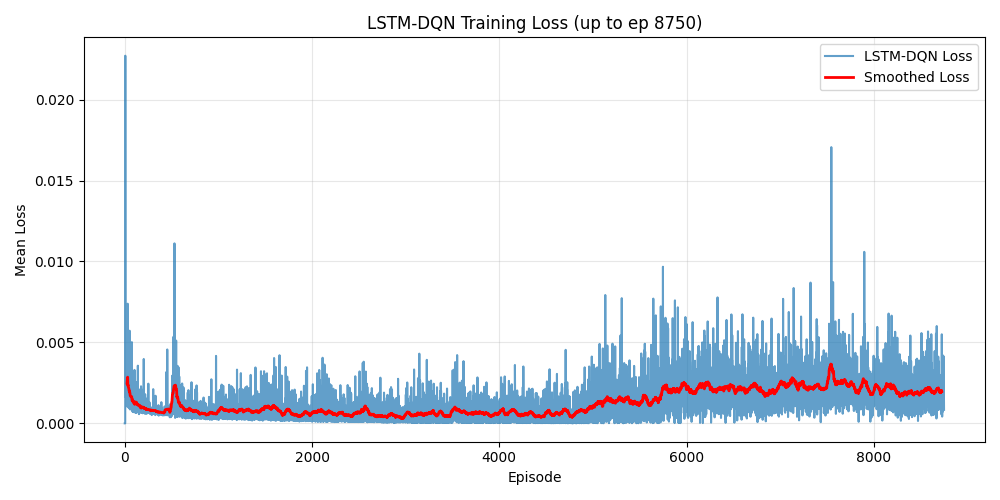 LSTM-DQN Training Loss (up to ep 8750)
LSTM-DQN Loss
Smoothed Loss
Mean Loss
0.020
0.015
0.010
0.005
0.000
0
2000
4000
6000
8000
Episode